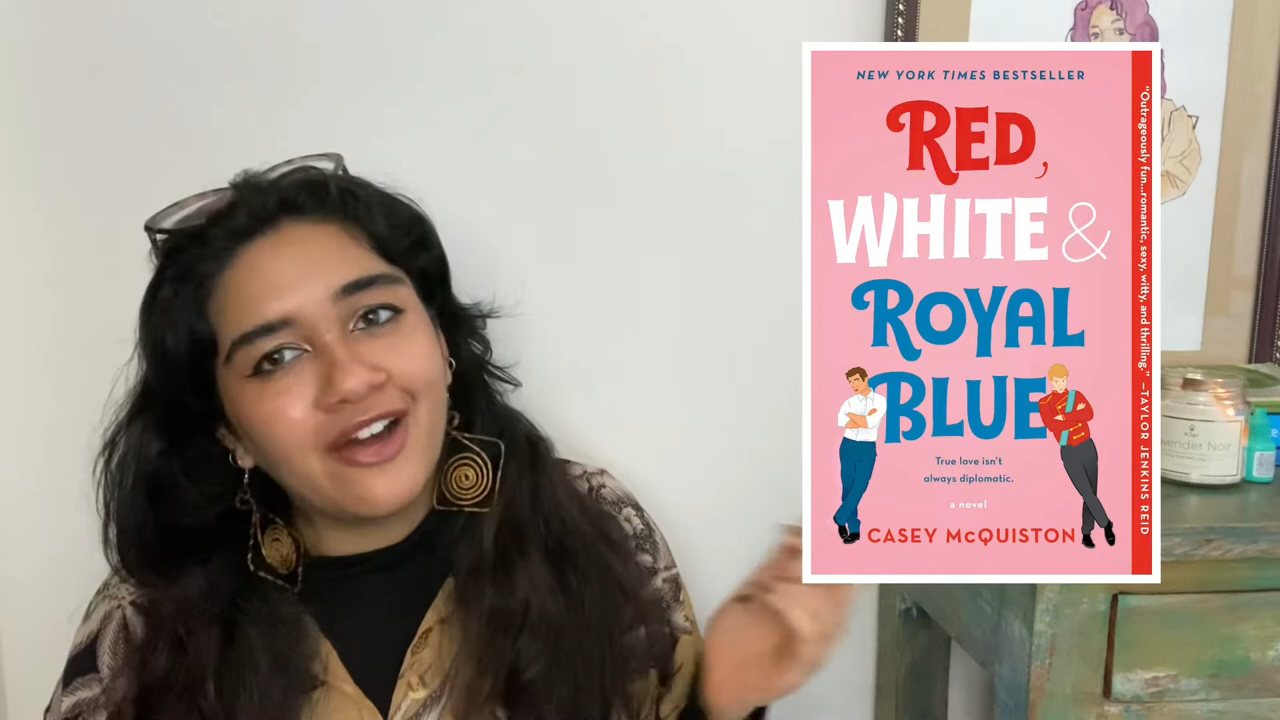 NEW YORK TIMES BESTSELLER
RED,
WHITE &
ROYAL
BLUE
True love isn't
always diplomatic.
a novel
CASEY McQUISTON
"Outrageously fun...romantic, sexy, witty, and thrilling." —TAYLOR JENKINS REID
Noir